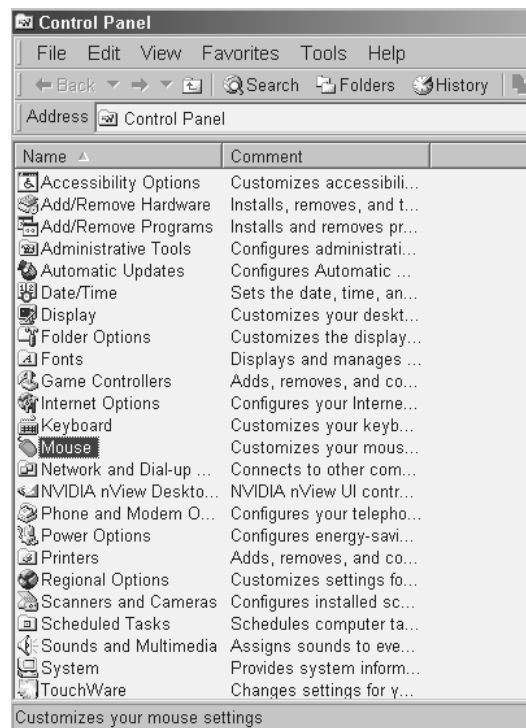 Control Panel
File Edit View Favorites Tools Help
Back Search Folders History
Address Control Panel
Name Comment
Accessibility Options Customizes accessibili...
Add/Remove Hardware Installs, removes, and t...
Add/Remove Programs Installs and removes pr...
Administrative Tools Configures administrati...
Automatic Updates Configures Automatic ...
Date/Time Sets the date, time, an...
Display Customizes your deskt...
Folder Options Customizes the display...
Fonts Displays and manages ...
Game Controllers Adds, removes, and co...
Internet Options Configures your Interne...
Keyboard Customizes your keyb...
Mouse Customizes your mous...
Network and Dial-up ... Connects to other com...
NVIDIA nView Deskto... NVIDIA nView UI contr...
Phone and Modem O... Configures your telepho...
Power Options Configures energy-savi...
Printers Adds, removes, and co...
Regional Options Customizes settings fo...
Scanners and Cameras Configures installed sc...
Scheduled Tasks Schedules computer ta...
Sounds and Multimedia Assigns sounds to eve...
System Provides system inform...
TouchWare Changes settings for y...
Customizes your mouse settings